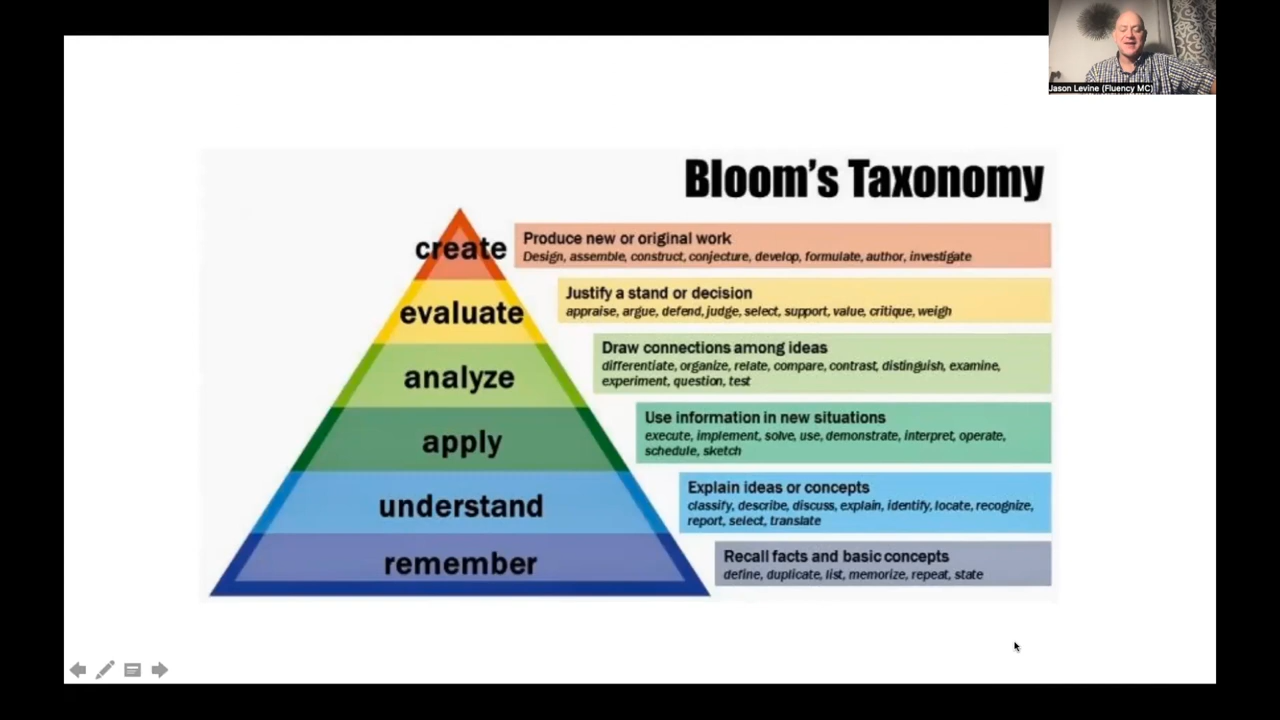 Jason Levine (Fluency MC)
Bloom's Taxonomy
create
Produce new or original work
Design, assemble, construct, conjecture, develop, formulate, author, investigate
evaluate
Justify a stand or decision
appraise, argue, defend, judge, select, support, value, critique, weigh
analyze
Draw connections among ideas
differentiate, organize, relate, compare, contrast, distinguish, examine,
experiment, question, test
apply
Use information in new situations
execute, implement, solve, use, demonstrate, interpret, operate,
schedule, sketch
understand
Explain ideas or concepts
classify, describe, discuss, explain, identify, locate, recognize,
report, select, translate
remember
Recall facts and basic concepts
define, duplicate, list, memorize, repeat, state